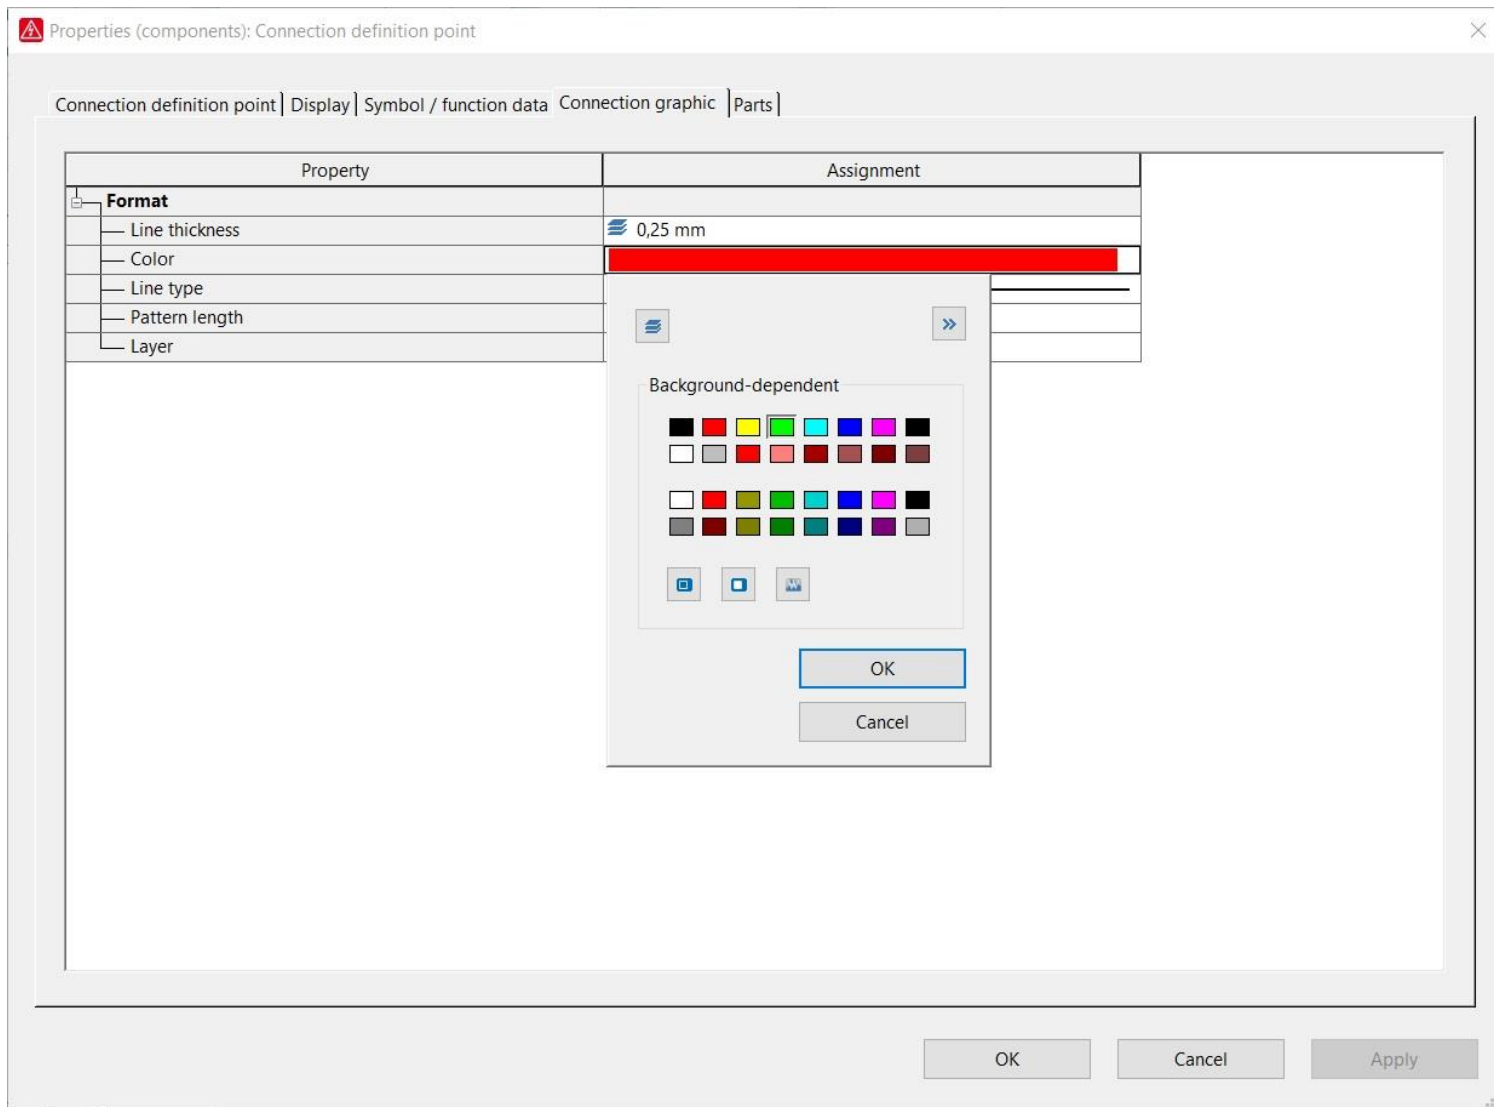 Properties (components): Connection definition point
Connection definition point Display Symbol / function data Connection graphic Parts
Property Assignment
Format
Line thickness 0,25 mm
Color
Line type
Pattern length
Layer
Background-dependent
OK
Cancel
OK Cancel Apply